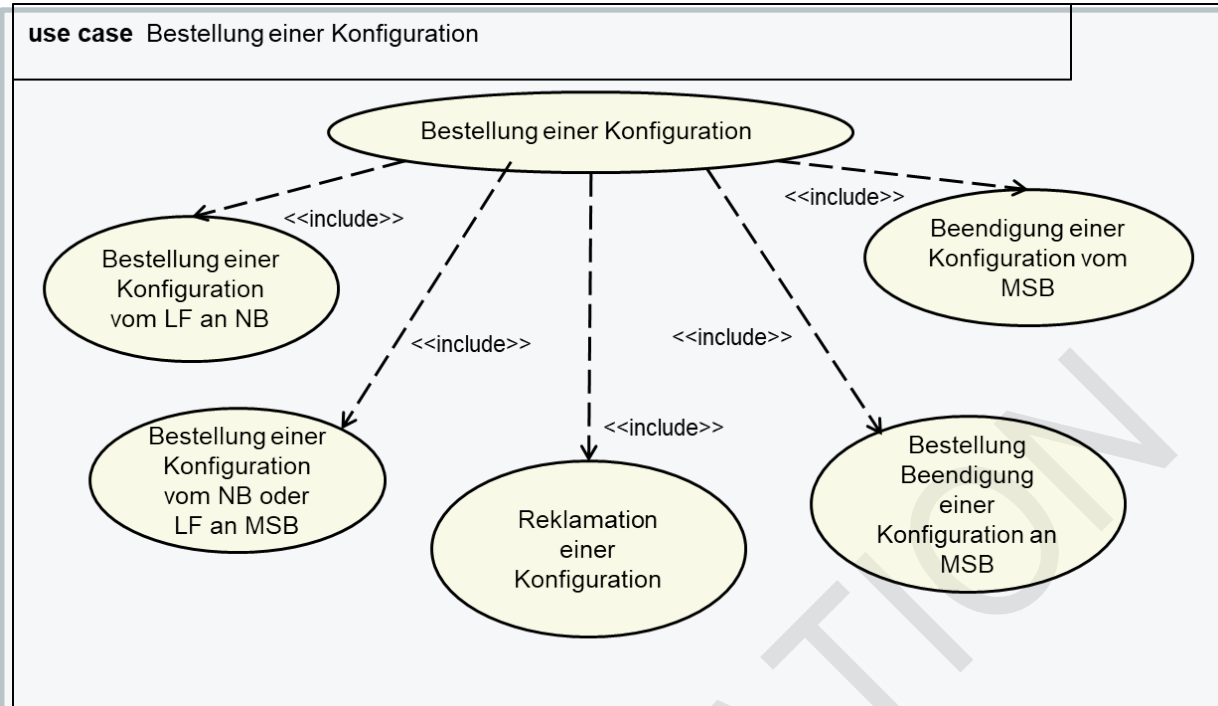 use case Bestellung einer Konfiguration
Bestellung einer Konfiguration
<<include>>
<<include>>
<<include>>
<<include>>
<<include>>
Bestellung einer
Konfiguration
vom LF an NB
Beendigung einer
Konfiguration vom
MSB
Bestellung einer
Konfiguration
vom NB oder
LF an MSB
Reklamation
einer
Konfiguration
Bestellung
Beendigung
einer
Konfiguration an
MSB